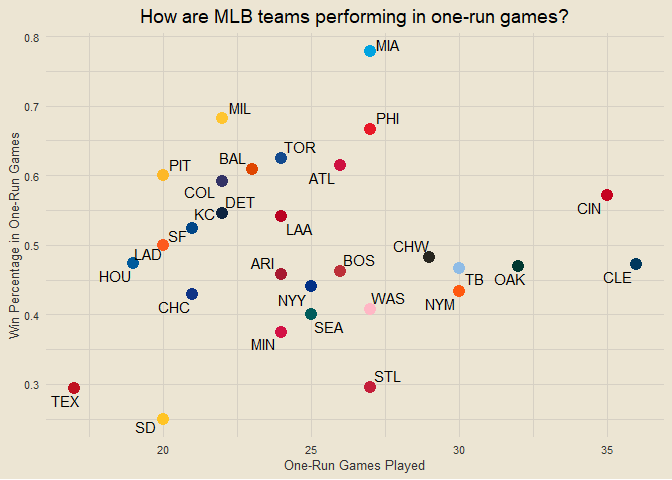 How are MLB teams performing in one-run games?
Win Percentage in One-Run Games
0.8
0.7
0.6
0.5
0.4
0.3
MIA
MIL
PHI
TOR
BAL
PIT
ATL
COL
DET
CIN
KC
LAA
SF
CHW
LAD
BOS
ARI
HOU
TB
OAK
CLE
NYY
WAS
CHC
NYM
SEA
MIN
STL
TEX
SD
20
25
30
35
One-Run Games Played